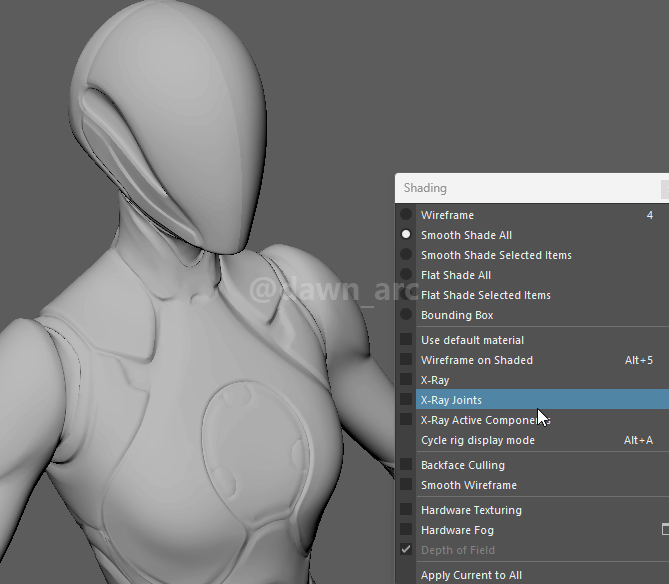 Shading
Wireframe 4
Smooth Shade All
Smooth Shade Selected Items
Flat Shade All
@dawn_arc
Flat Shade Selected Items
Bounding Box
Use default material
Wireframe on Shaded Alt+5
X-Ray
X-Ray Joints
X-Ray Active Components
Cycle rig display mode Alt+A
Backface Culling
Smooth Wireframe
Hardware Texturing
Hardware Fog
Depth of Field
Apply Current to All